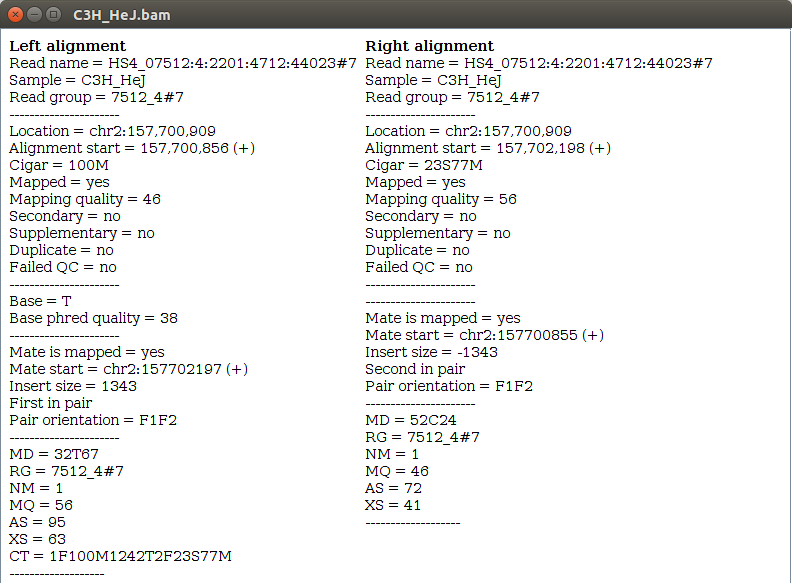 C3H_HeJ.bam
Left alignment
Read name = HS4_07512:4:2201:4712:44023#7
Sample = C3H_HeJ
Read group = 7512_4#7
----------------------
Location = chr2:157,700,909
Alignment start = 157,700,856 (+)
Cigar = 100M
Mapped = yes
Mapping quality = 46
Secondary = no
Supplementary = no
Duplicate = no
Failed QC = no
----------------------
Base = T
Base phred quality = 38
----------------------
Mate is mapped = yes
Mate start = chr2:157702197 (+)
Insert size = 1343
First in pair
Pair orientation = F1F2
----------------------
MD = 32T67
RG = 7512_4#7
NM = 1
MQ = 56
AS = 95
XS = 63
CT = 1F100M1242T2F23S77M
-------------------
Right alignment
Read name = HS4_07512:4:2201:4712:44023#7
Sample = C3H_HeJ
Read group = 7512_4#7
----------------------
Location = chr2:157,700,909
Alignment start = 157,702,198 (+)
Cigar = 23S77M
Mapped = yes
Mapping quality = 56
Secondary = no
Supplementary = no
Duplicate = no
Failed QC = no
----------------------
----------------------
Mate is mapped = yes
Mate start = chr2:157700855 (+)
Insert size = -1343
Second in pair
Pair orientation = F1F2
----------------------
MD = 52C24
RG = 7512_4#7
NM = 1
MQ = 46
AS = 72
XS = 41
-------------------